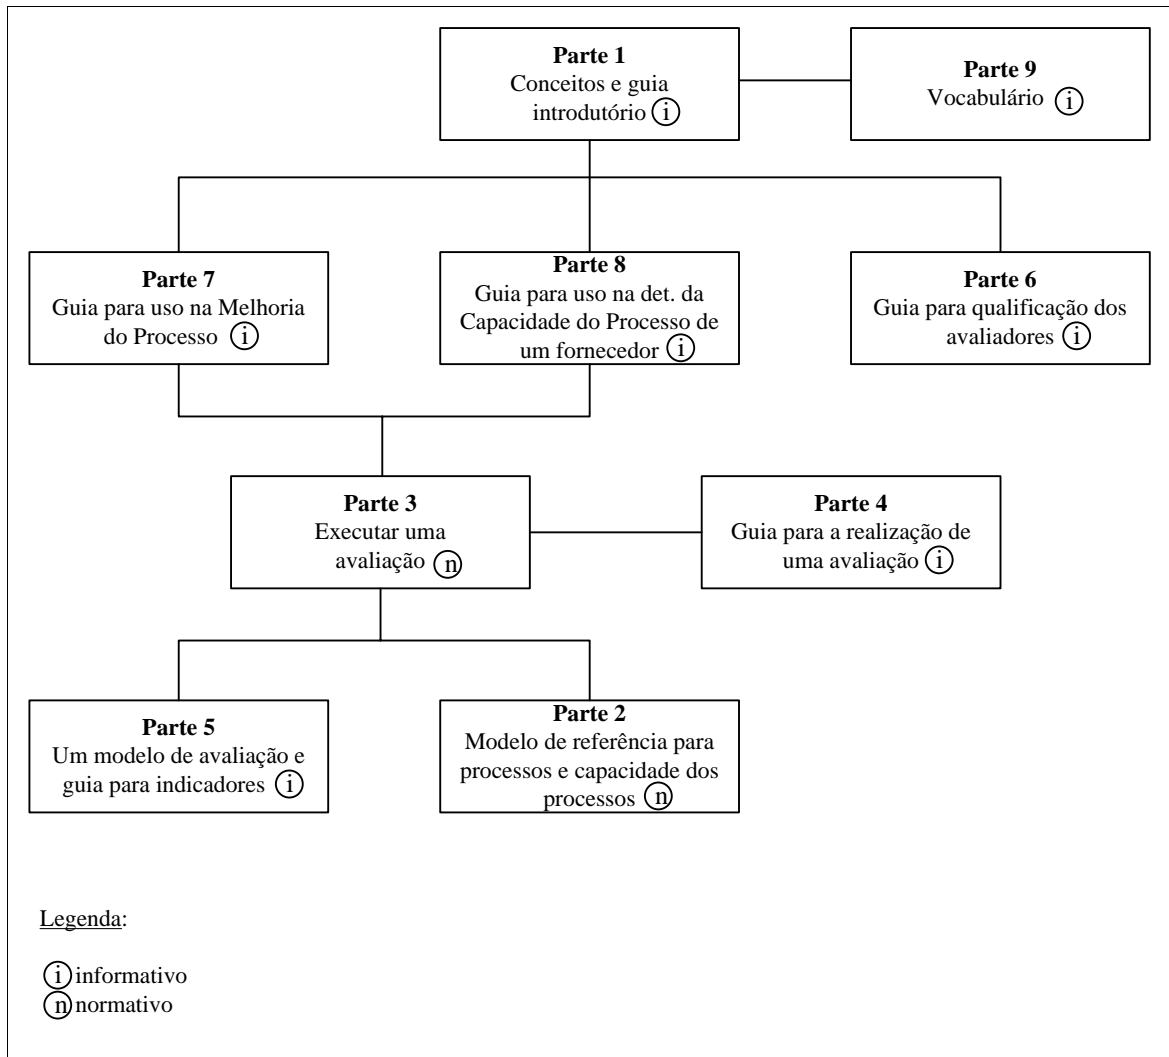 Parte 1
Conceitos e guia
introdutório i
Parte 9
Vocabulário i
Parte 7
Guia para uso na Melhoria
do Processo i
Parte 8
Guia para uso na det. da
Capacidade do Processo de
um fornecedor i
Parte 6
Guia para qualificação dos
avaliadores i
Parte 3
Executar uma
avaliação n
Parte 4
Guia para a realização de
uma avaliação i
Parte 5
Um modelo de avaliação e
guia para indicadores i
Parte 2
Modelo de referência para
processos e capacidade dos
processos n
Legenda:
i informativo
n normativo